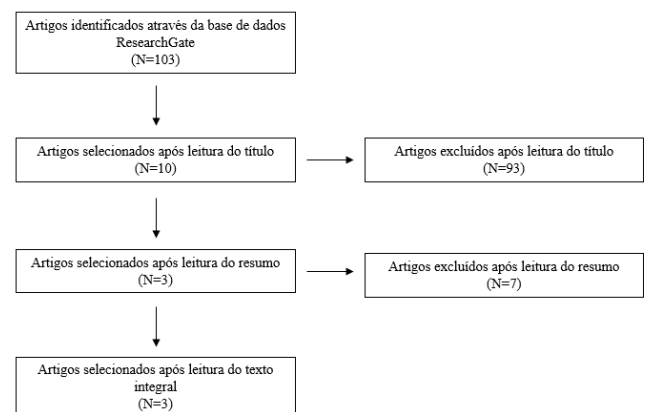 Artigos identificados através da base de dados
ResearchGate
(N=103)
Artigos selecionados após leitura do título
(N=10)
Artigos excluídos após leitura do título
(N=93)
Artigos selecionados após leitura do resumo
(N=3)
Artigos excluídos após leitura do resumo
(N=7)
Artigos selecionados após leitura do texto
integral
(N=3)